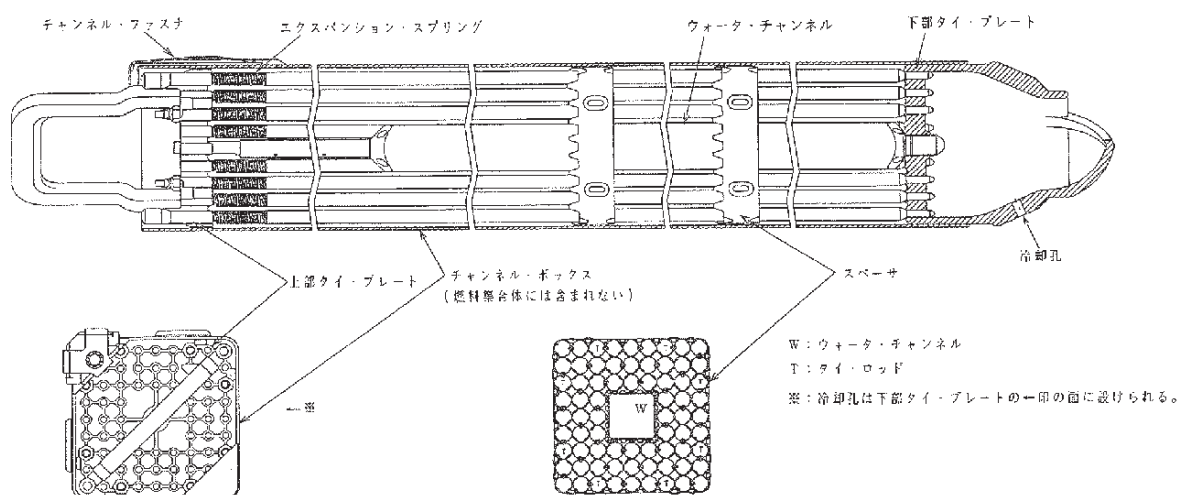 チャンネル・ファスナ
エクスパンション・スプリング
ウォータ・チャンネル
下部タイ・プレート
冷却孔
上部タイ・プレート
チャンネル・ボックス
(燃料集合体には含まれない)
スペーサ
W:ウォータ・チャンネル
T:タイ・ロッド
※:冷却孔は下部タイ・プレートの←印の面に設けられる。
←※
W
T
T
T
T
T
T
T
T